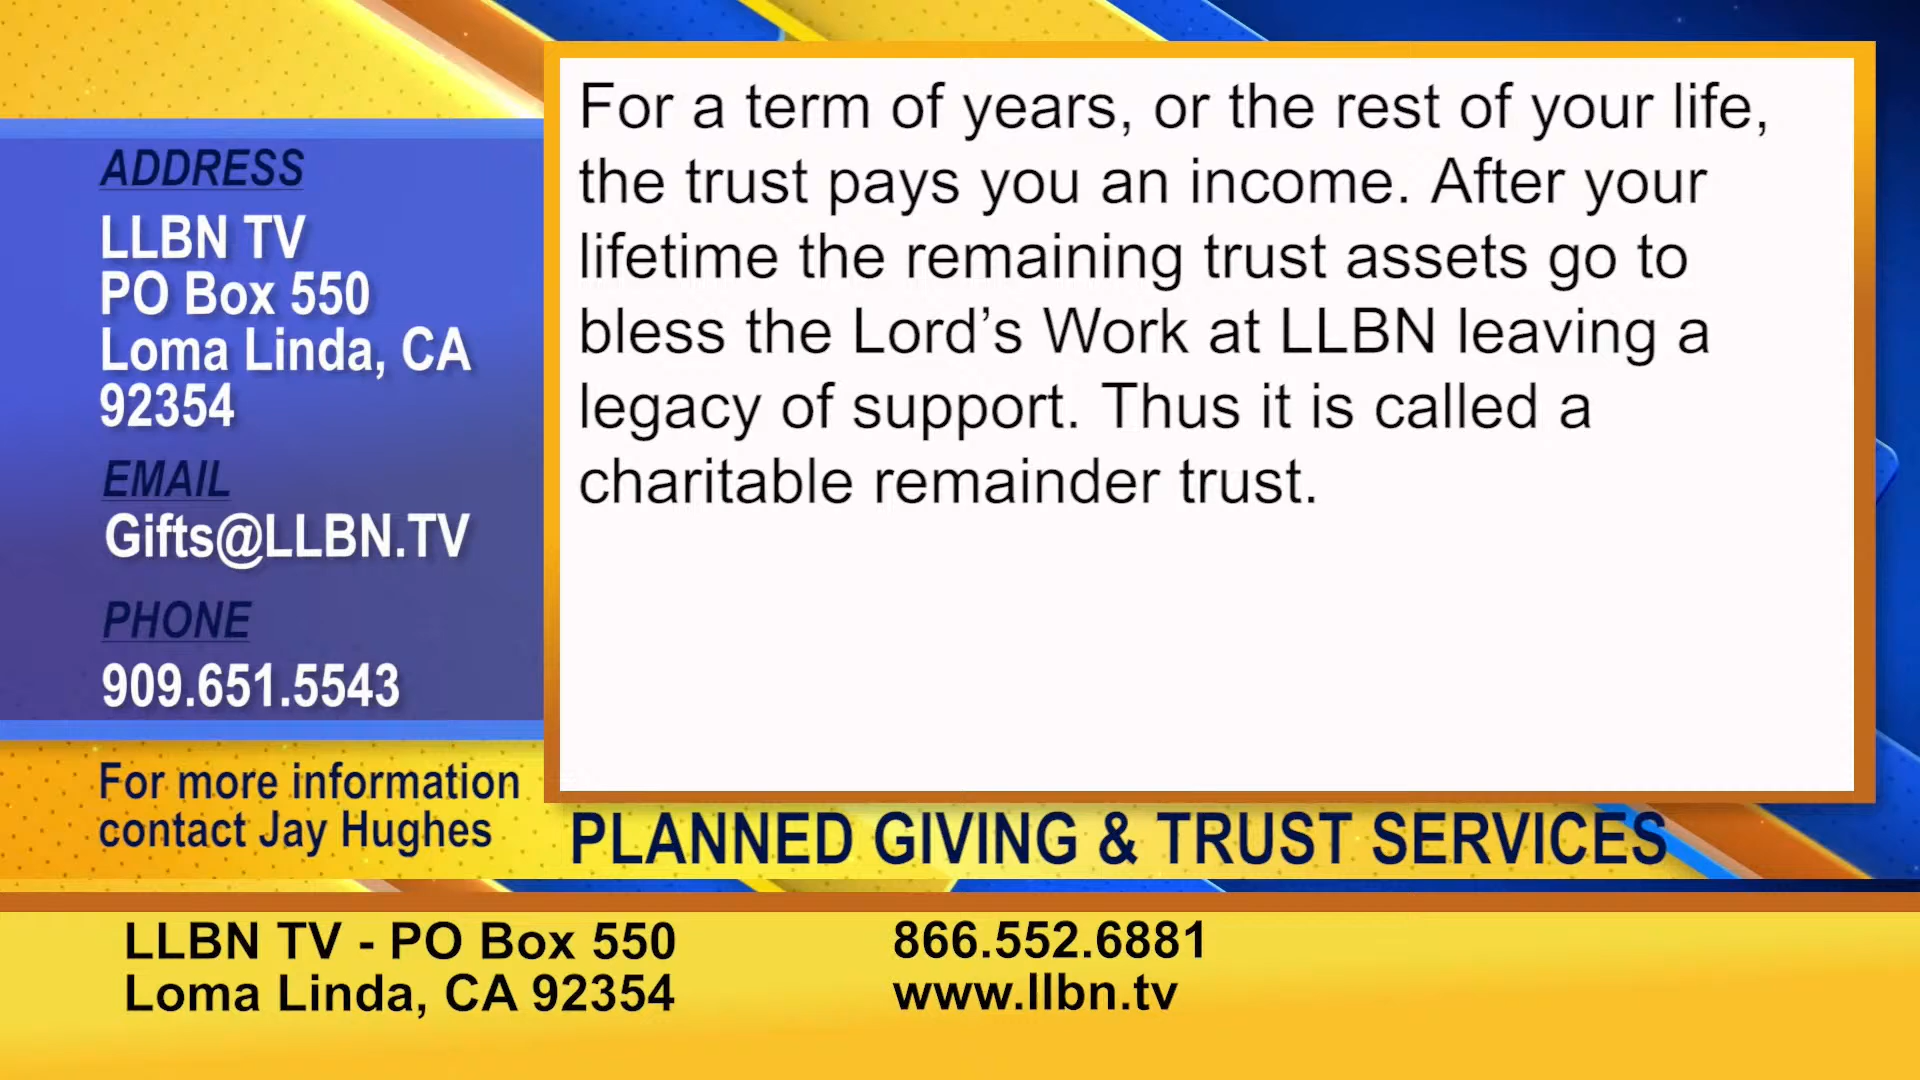 ADDRESS
LLBN TV
PO Box 550
Loma Linda, CA
92354
EMAIL
Gifts@LLBN.TV
PHONE
909.651.5543
For more information
contact Jay Hughes
For a term of years, or the rest of your life,
the trust pays you an income. After your
lifetime the remaining trust assets go to
bless the Lord’s Work at LLBN leaving a
legacy of support. Thus it is called a
charitable remainder trust.
PLANNED GIVING & TRUST SERVICES
LLBN TV - PO Box 550
Loma Linda, CA 92354
866.552.6881
www.llbn.tv